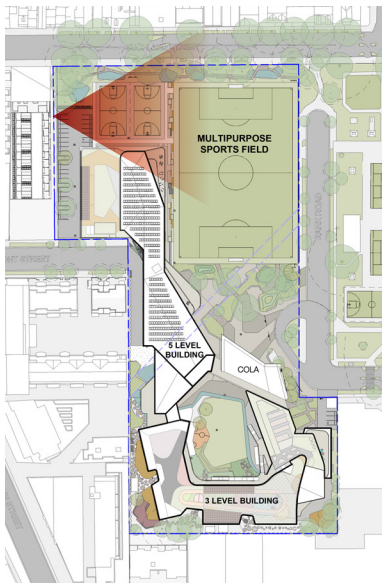 MULTIPURPOSE
SPORTS FIELD
5 LEVEL
BUILDING
COLA
3 LEVEL BUILDING